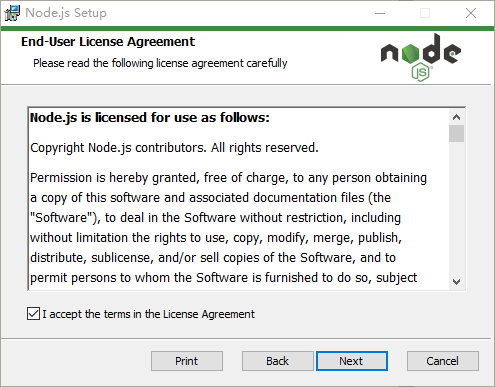 Node.js Setup
End-User License Agreement
Please read the following license agreement carefully
node
JS
Node.js is licensed for use as follows:
Copyright Node.js contributors. All rights reserved.
Permission is hereby granted, free of charge, to any person obtaining
a copy of this software and associated documentation files (the
"Software"), to deal in the Software without restriction, including
without limitation the rights to use, copy, modify, merge, publish,
distribute, sublicense, and/or sell copies of the Software, and to
permit persons to whom the Software is furnished to do so, subject
I accept the terms in the License Agreement
Print
Back
Next
Cancel